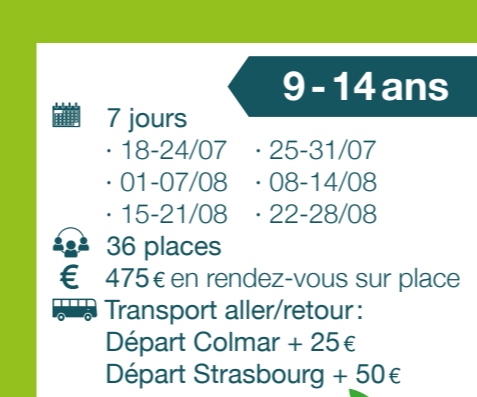 9-14 ans
7 jours
· 18-24/07 · 25-31/07
· 01-07/08 · 08-14/08
· 15-21/08 · 22-28/08
36 places
€ 475 € en rendez-vous sur place
Transport aller/retour :
Départ Colmar + 25 €
Départ Strasbourg + 50 €